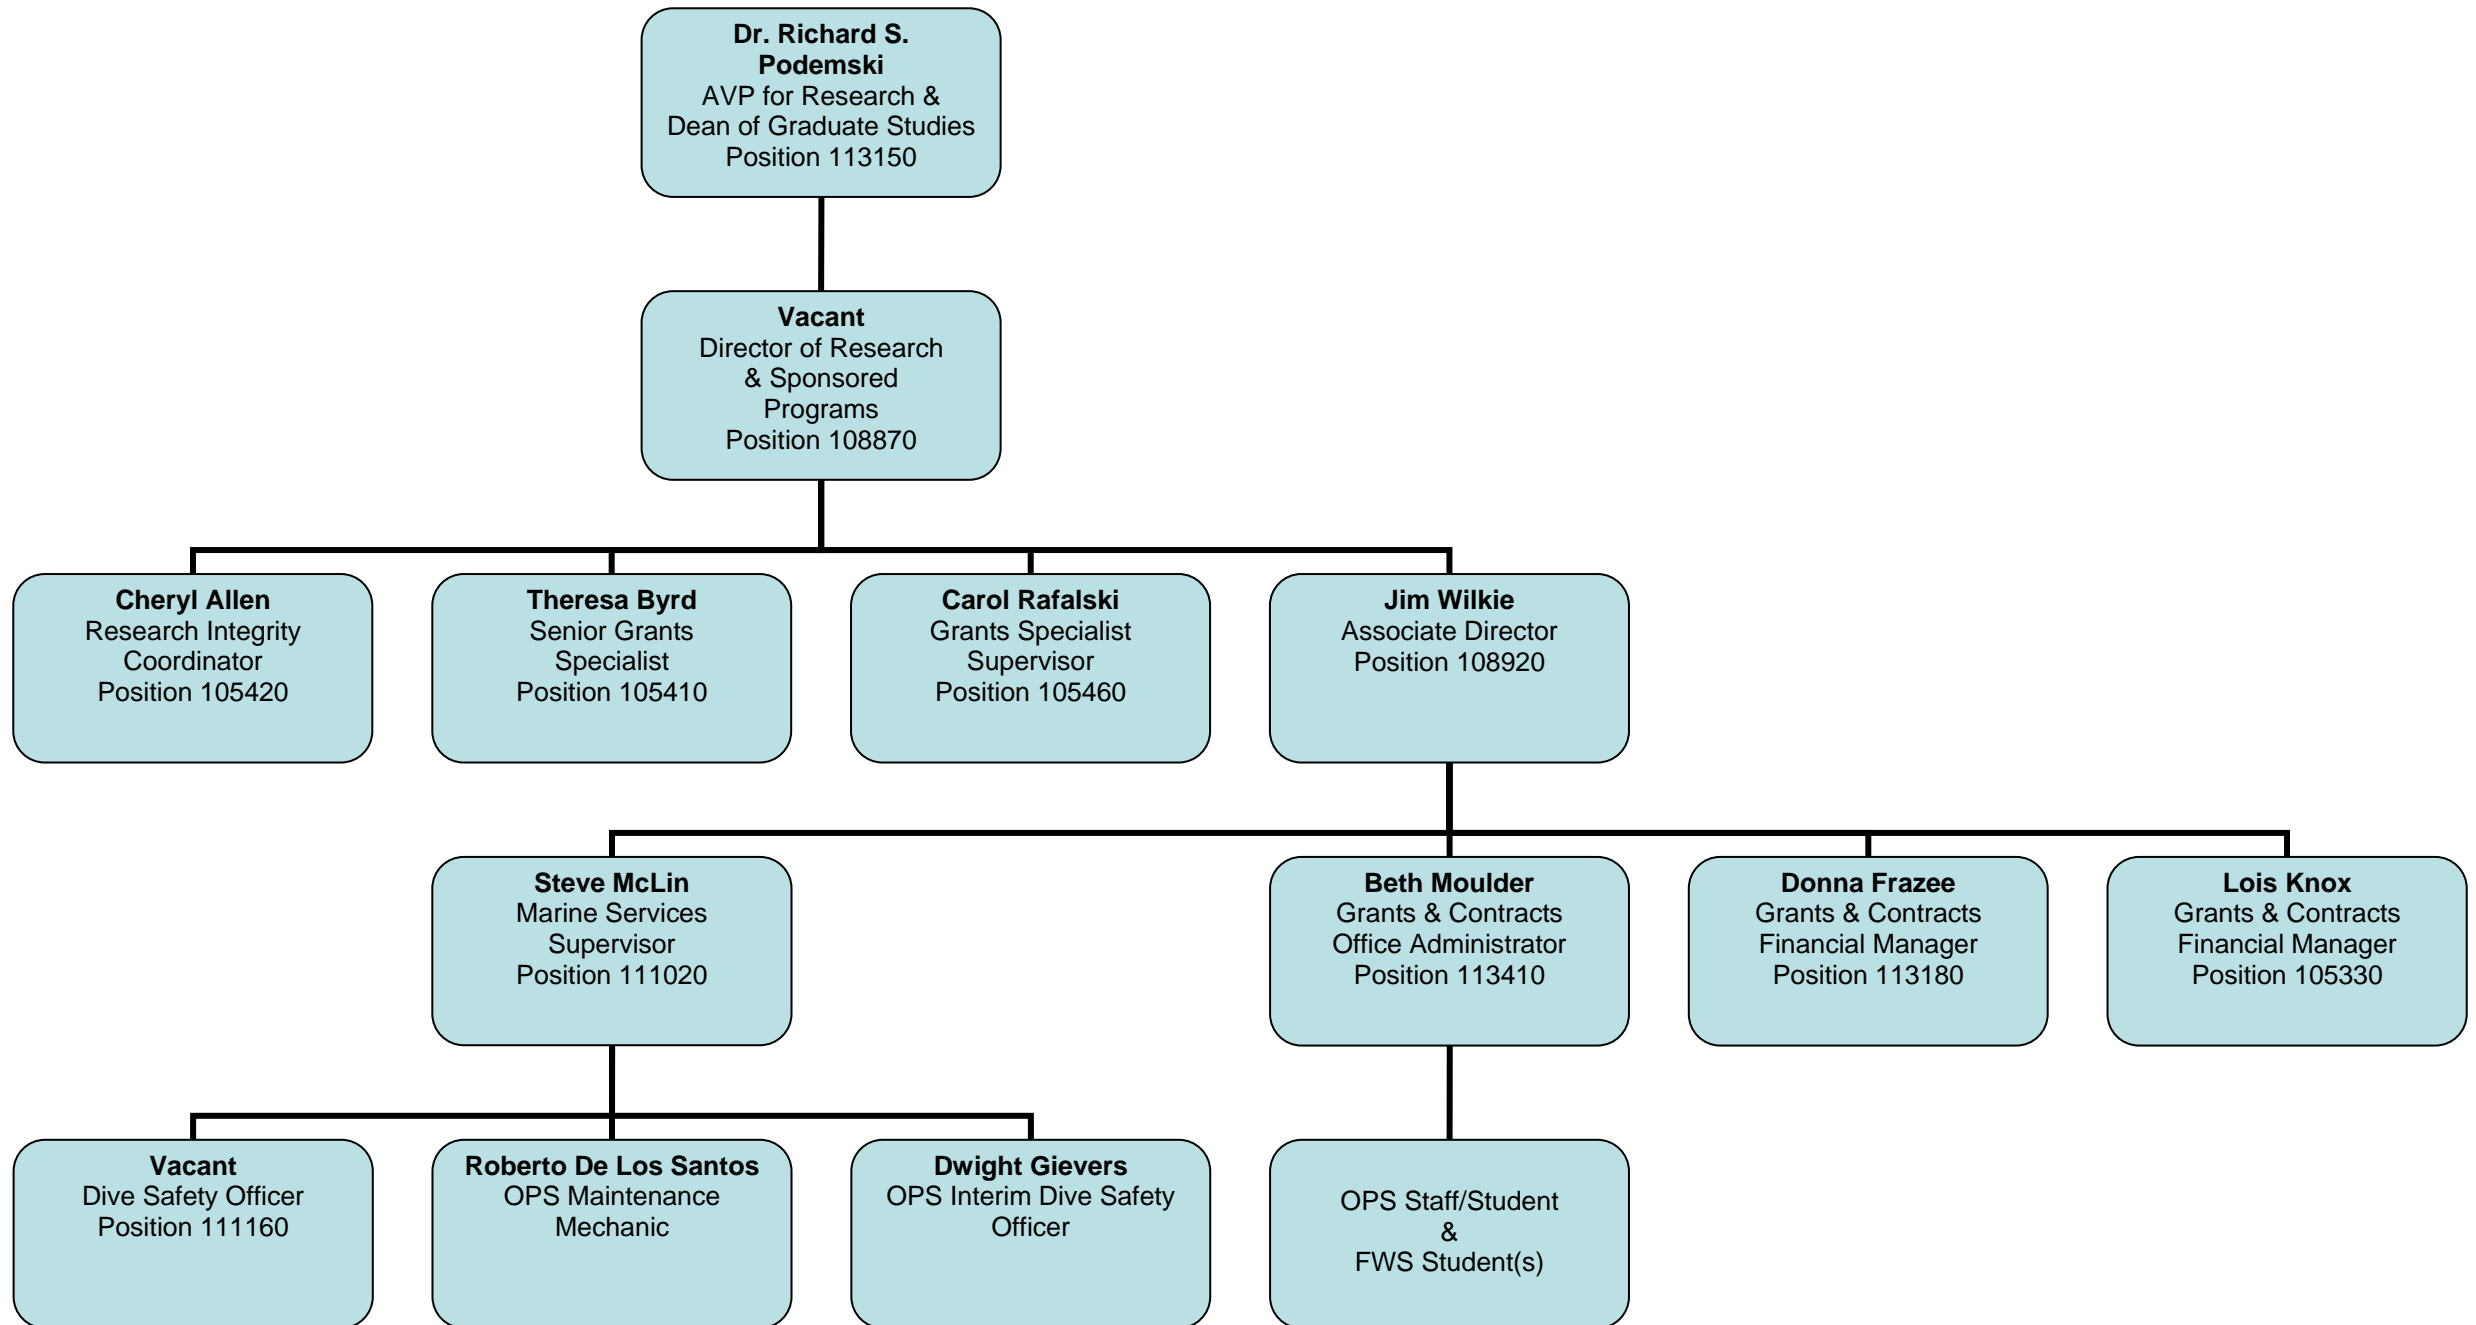 Dr. Richard S.
Podemski
AVP for Research &
Dean of Graduate Studies
Position 113150
Vacant
Director of Research
& Sponsored
Programs
Position 108870
Cheryl Allen
Research Integrity
Coordinator
Position 105420
Theresa Byrd
Senior Grants
Specialist
Position 105410
Carol Rafalski
Grants Specialist
Supervisor
Position 105460
Jim Wilkie
Associate Director
Position 108920
Steve McLin
Marine Services
Supervisor
Position 111020
Beth Moulder
Grants & Contracts
Office Administrator
Position 113410
Donna Frazee
Grants & Contracts
Financial Manager
Position 113180
Lois Knox
Grants & Contracts
Financial Manager
Position 105330
Vacant
Dive Safety Officer
Position 111160
Roberto De Los Santos
OPS Maintenance
Mechanic
Dwight Gievers
OPS Interim Dive Safety
Officer
OPS Staff/Student
&
FWS Student(s)